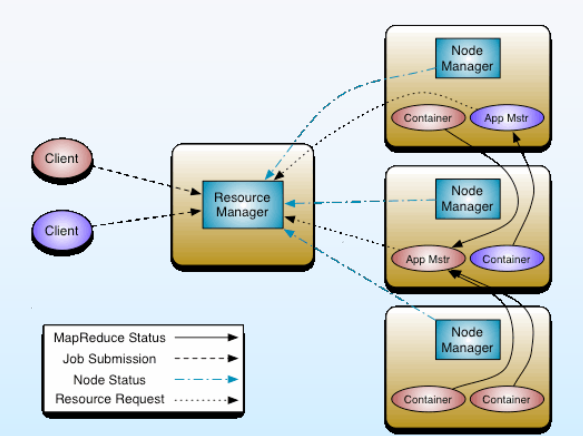 Node
Manager
Container
App Mstr
Client
Resource
Manager
Node
Manager
Client
App Mstr
Container
Node
Manager
MapReduce Status
Job Submission
Node Status
Resource Request
Container
Container